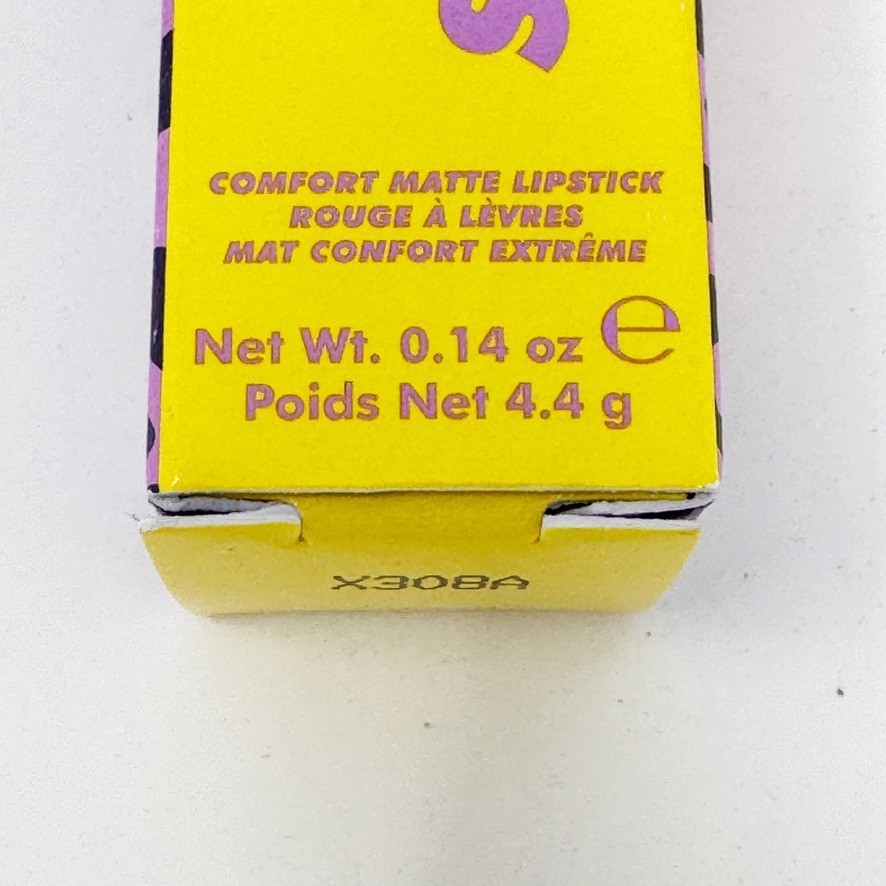 S
COMFORT MATTE LIPSTICK
ROUGE À LÈVRES
MAT CONFORT EXTRÊME
Net Wt. 0.14 oz ℮
Poids Net 4.4 g
X308A